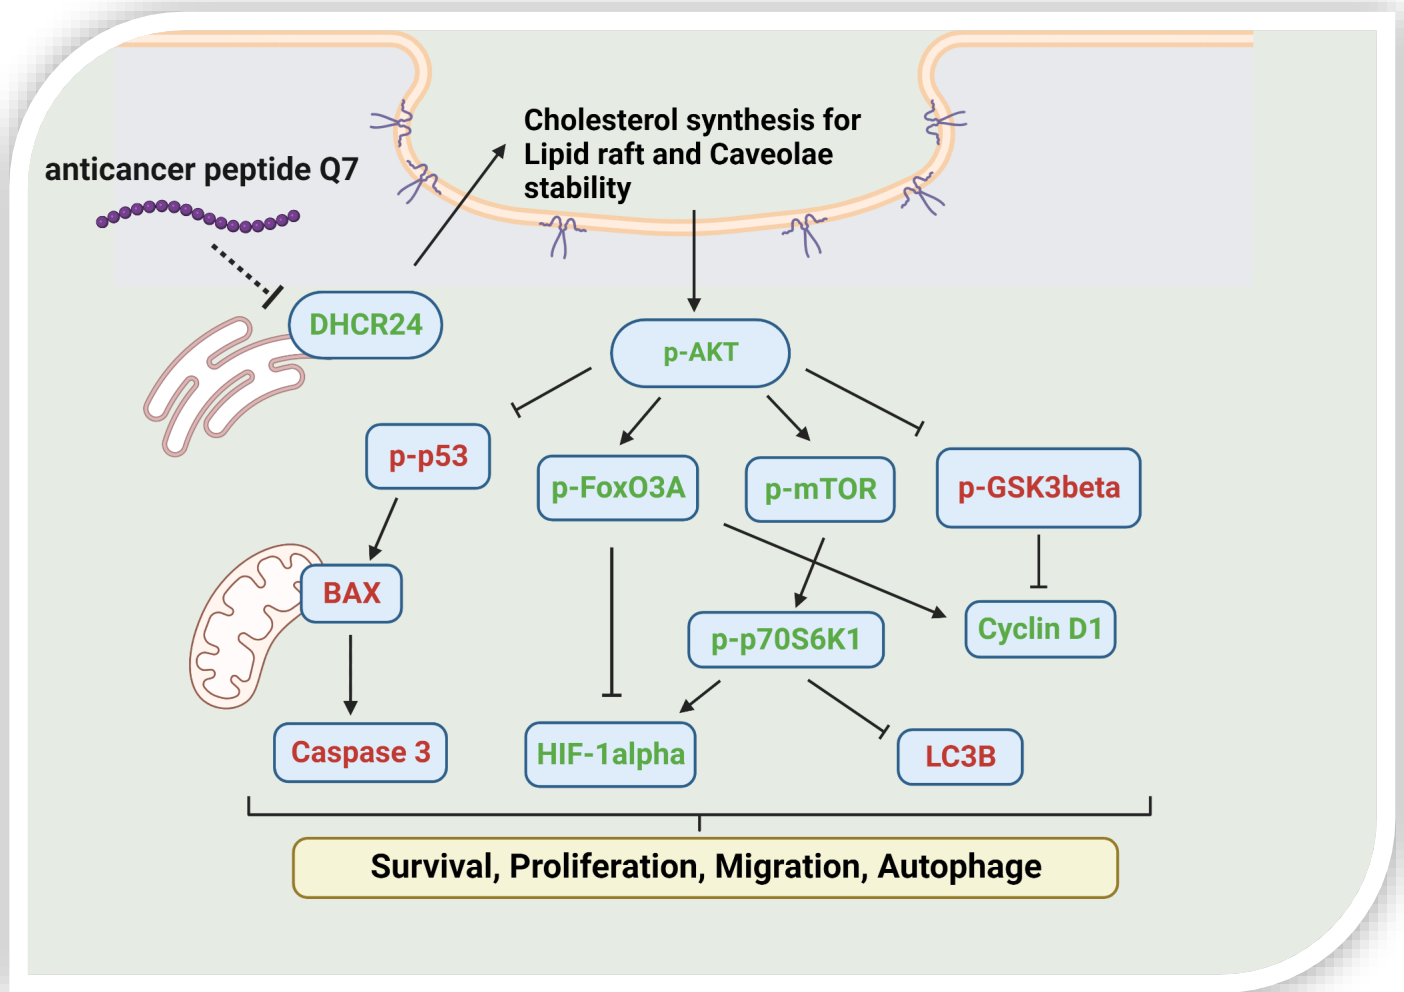 Cholesterol synthesis for
Lipid raft and Caveolae
stability
anticancer peptide Q7
DHCR24
p-AKT
p-p53
p-FoxO3A
p-mTOR
p-GSK3beta
BAX
p-p70S6K1
Cyclin D1
Caspase 3
HIF-1alpha
LC3B
Survival, Proliferation, Migration, Autophage